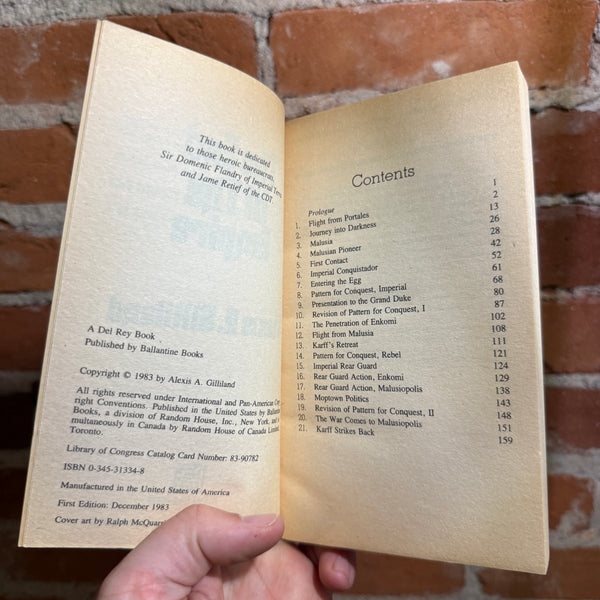 This book is dedicated
to those heroic bureaucrats,
Sir Domenic Flandry of Imperial Terra
and Jame Retief of the CDT.
A Del Rey Book
Published by Ballantine Books
Copyright © 1983 by Alexis A. Gilliland
All rights reserved under International and Pan-American
right Conventions. Published in the United States by Ballantine
Books, a division of Random House, Inc., New York, and
multaneously in Canada by Random House of Canada Limited,
Toronto.
Library of Congress Catalog Card Number: 83-90782
ISBN 0-345-31334-8
Manufactured in the United States of America
First Edition: December 1983
Cover art by Ralph
Contents
Prologue 1
1. Flight from Portales 2
2. Journey into Darkness 13
3. Malusia 26
4. Malusian Pioneer 28
5. First Contact 42
6. Imperial Conquistador 52
7. Entering the Egg 61
8. Pattern for Conquest, Imperial 68
9. Presentation to the Grand Duke 80
10. Revision of Pattern for Conquest, I 87
11. The Penetration of Enkomi 102
12. Flight from Malusia 108
13. Karff's Retreat 111
14. Pattern for Conquest, Rebel 121
15. Imperial Rear Guard 124
16. Rear Guard Action, Enkomi 129
17. Rear Guard Action, Malusiopolis 138
18. Moptown Politics 143
19. Revision of Pattern for Conquest, II 148
20. The War Comes to Malusiopolis 151
21. Karff Strikes Back 159